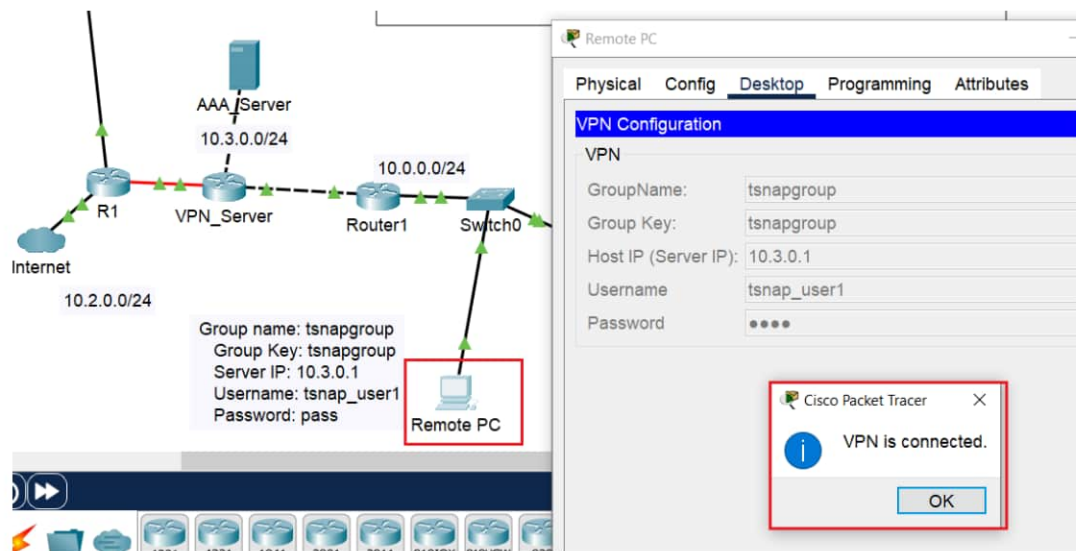 AAA_Server
10.3.0.0/24
10.0.0.0/24
R1
VPN_Server
Router1
Switch0
Internet
10.2.0.0/24
Group name: tsnapgroup
Group Key: tsnapgroup
Server IP: 10.3.0.1
Username: tsnap_user1
Password: pass
Remote PC
Remote PC
Physical Config Desktop Programming Attributes
VPN Configuration
VPN
GroupName: tsnapgroup
Group Key: tsnapgroup
Host IP (Server IP): 10.3.0.1
Username tsnap_user1
Password ●●●●
Cisco Packet Tracer
VPN is connected.
OK